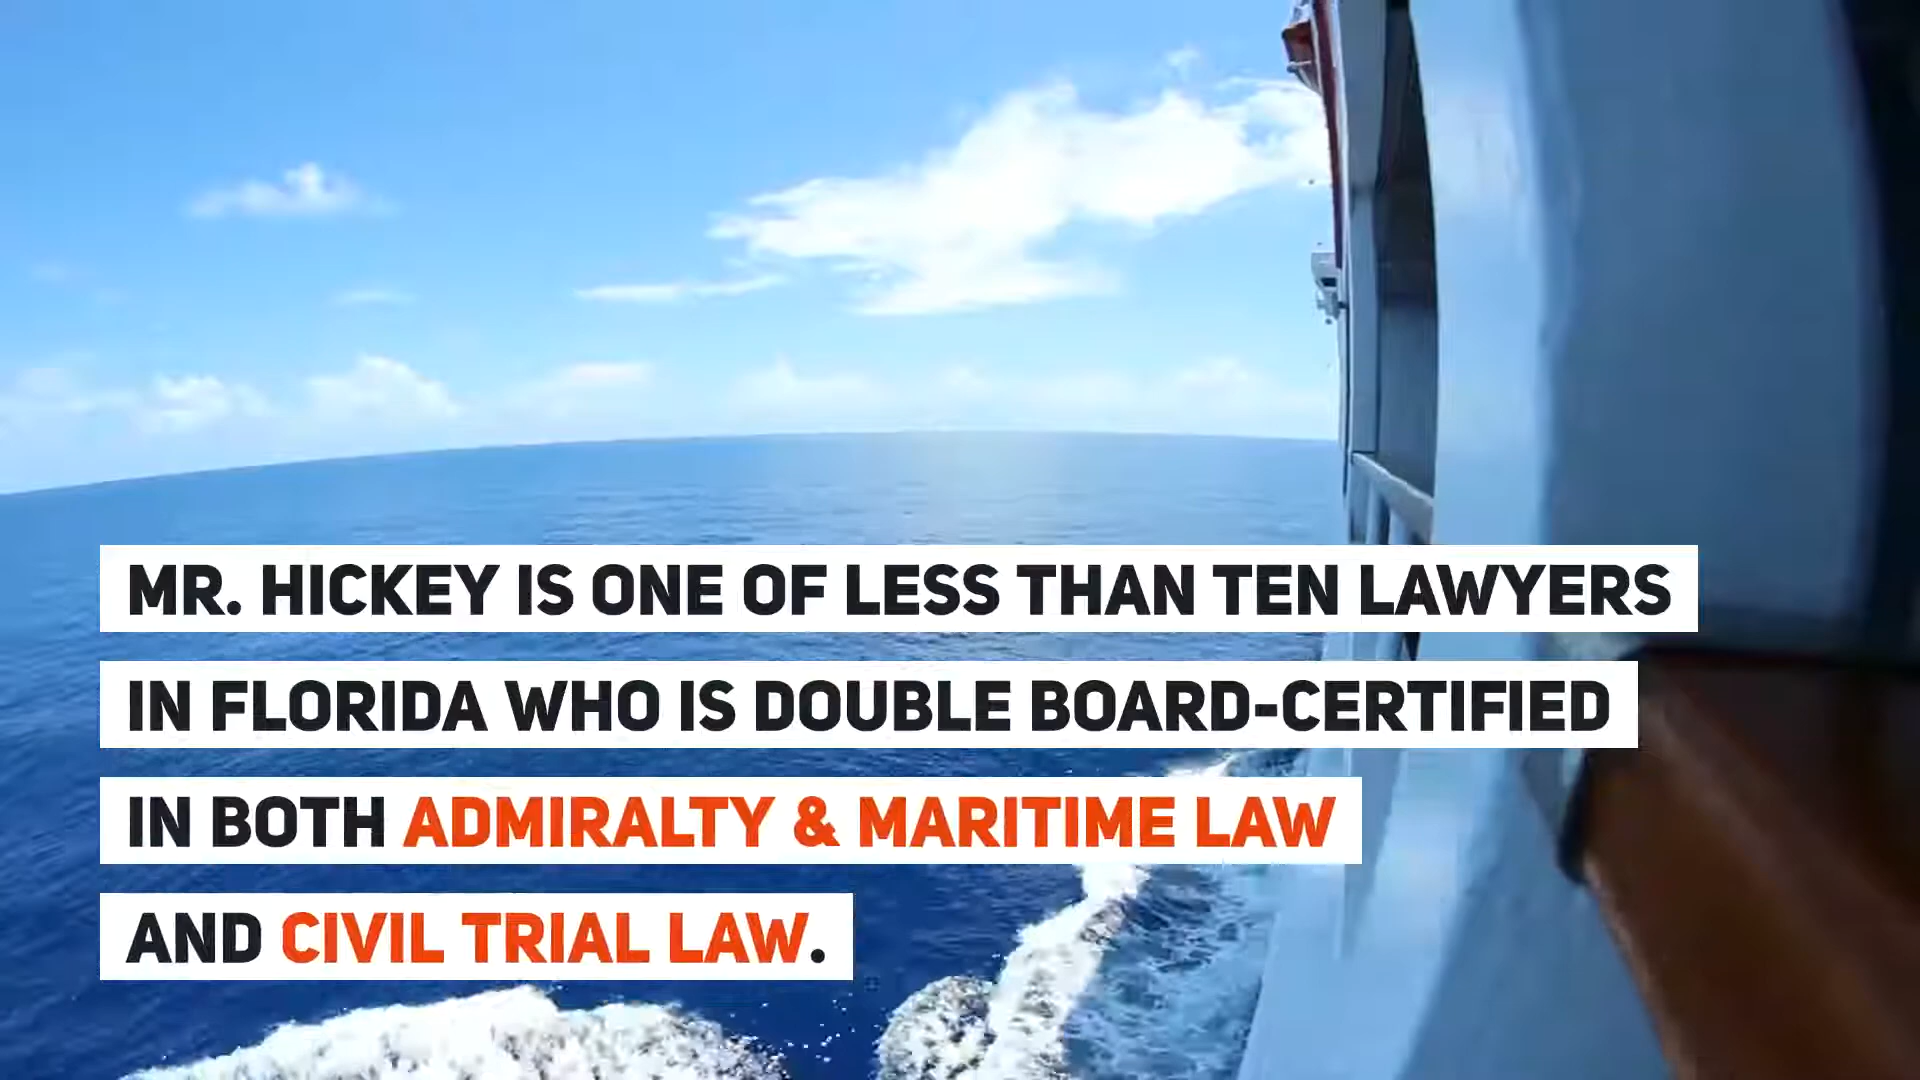 MR. HICKEY IS ONE OF LESS THAN TEN LAWYERS
IN FLORIDA WHO IS DOUBLE BOARD-CERTIFIED
IN BOTH ADMIRALTY & MARITIME LAW
AND CIVIL TRIAL LAW.